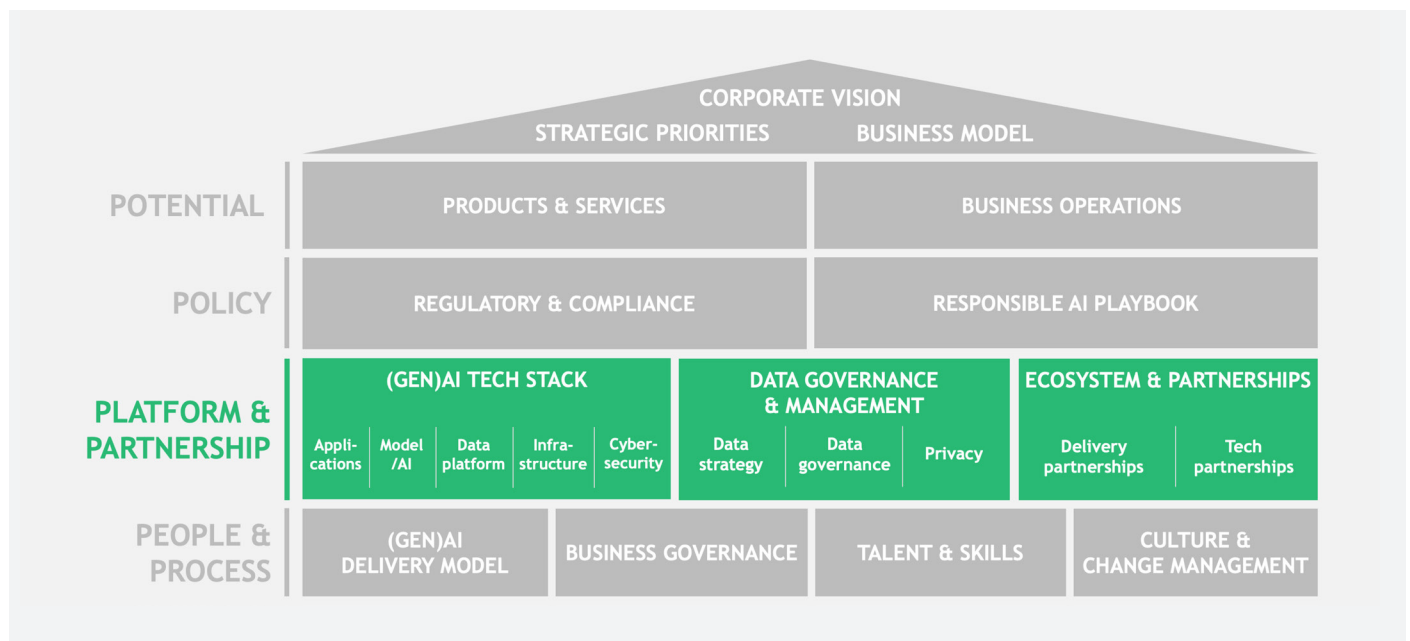 CORPORATE VISION
STRATEGIC PRIORITIES
BUSINESS MODEL
POTENTIAL
PRODUCTS & SERVICES
BUSINESS OPERATIONS
POLICY
REGULATORY & COMPLIANCE
RESPONSIBLE AI PLAYBOOK
PLATFORM &
PARTNERSHIP
(GEN)AI TECH STACK
Appli-
cations
Model
/AI
Data
platform
Infra-
structure
Cyber-
security
DATA GOVERNANCE
& MANAGEMENT
Data
strategy
Data
governance
Privacy
ECOSYSTEM & PARTNERSHIPS
Delivery
partnerships
Tech
partnerships
PEOPLE &
PROCESS
(GEN)AI
DELIVERY MODEL
BUSINESS GOVERNANCE
TALENT & SKILLS
CULTURE &
CHANGE MANAGEMENT